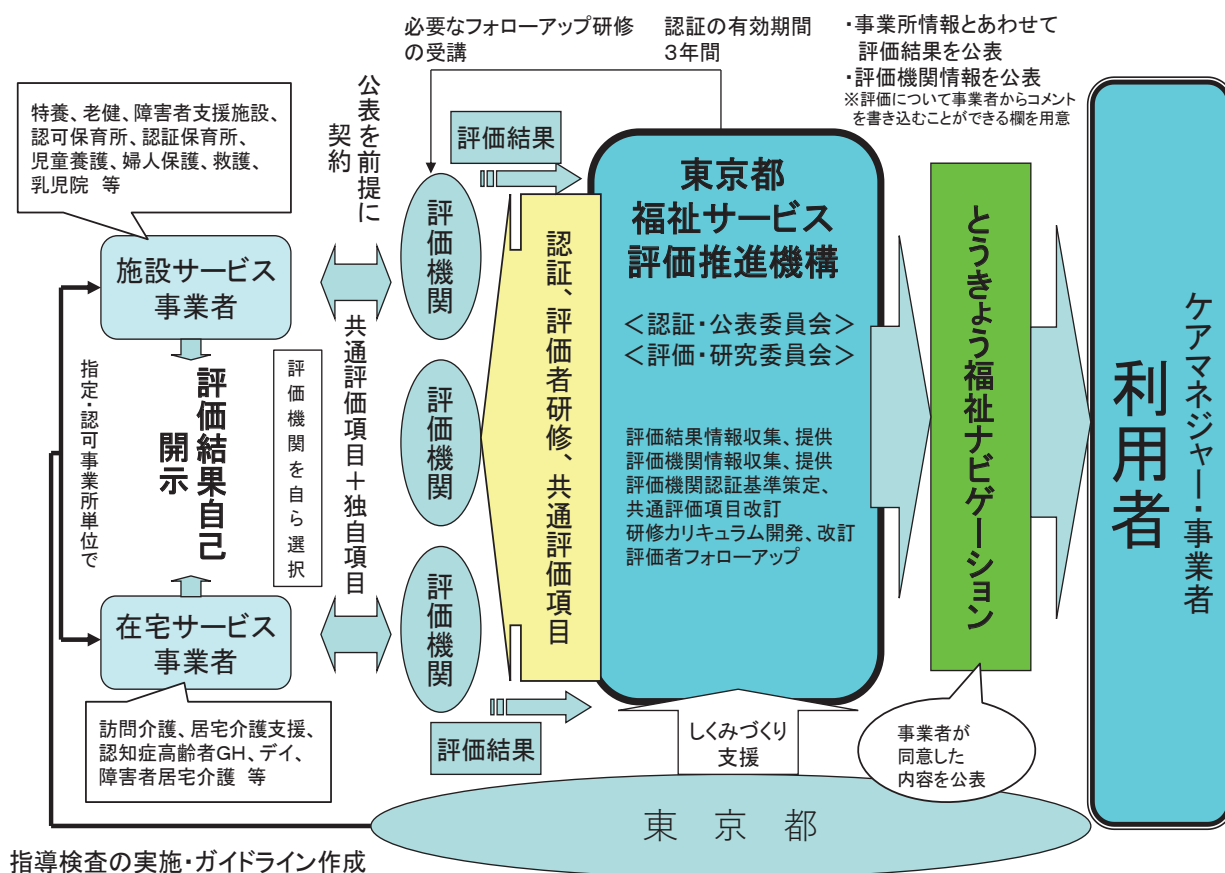 必要なフォローアップ研修
の受講
認証の有効期間
３年間
・事業所情報とあわせて
評価結果を公表
・評価機関情報を公表
※評価について事業者からコメント
を書き込むことができる欄を用意
特養、老健、障害者支援施設、
認可保育所、認証保育所、
児童養護、婦人保護、救護、
乳児院 等
公表を前提に
契約
評価結果
施設サービス
事業者
評価機関
評価機関
評価機関
認証、評価者研修、共通評価項目
東京都
福祉サービス
評価推進機構
＜認証・公表委員会＞
＜評価・研究委員会＞
評価結果情報収集、提供
評価機関情報収集、提供
評価機関認証基準策定、
共通評価項目改訂
研修カリキュラム開発、改訂
評価者フォローアップ
とうきょう福祉ナビゲーション
ケアマネジャー・事業者
利用者
指定・認可事業所単位で
評価結果自己
開示
評価機関を自ら選択
共通評価項目＋独自項目
在宅サービス
事業者
訪問介護、居宅介護支援、
認知症高齢者GH、デイ、
障害者居宅介護 等
評価結果
しくみづくり
支援
事業者が
同意した
内容を公表
東京都
指導検査の実施・ガイドライン作成